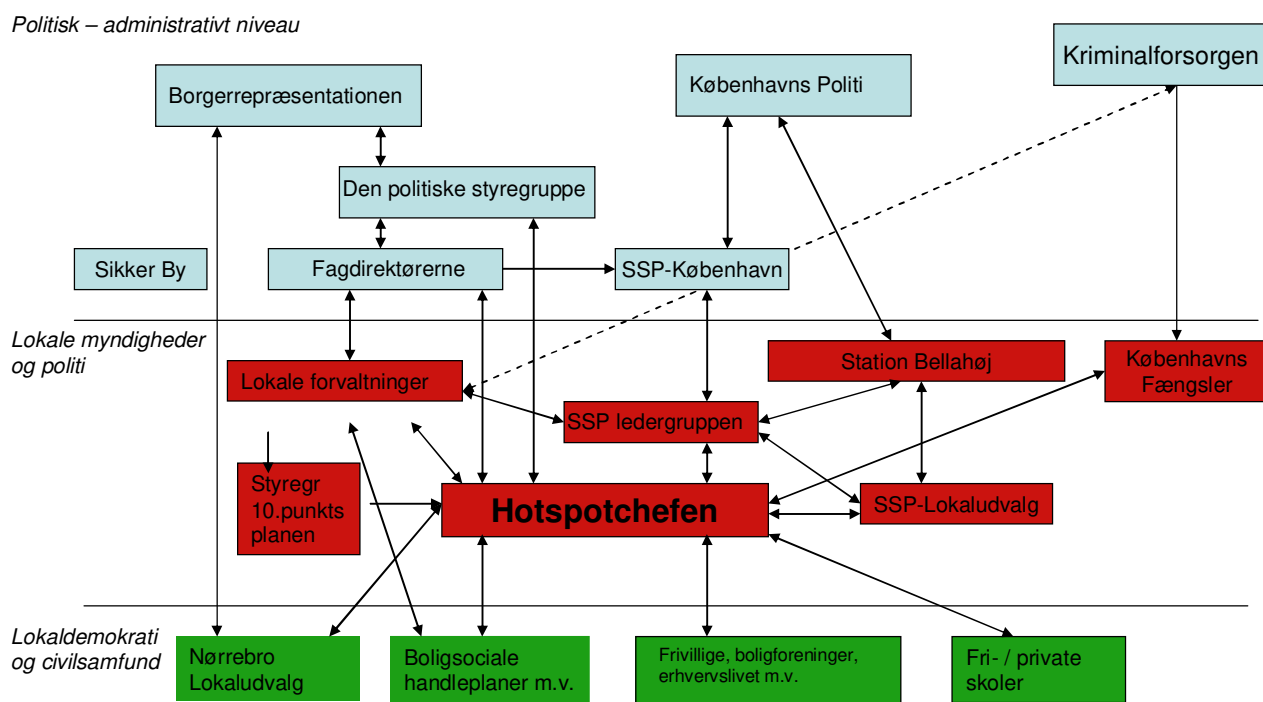 Politisk – administrativt niveau
Kriminalforsorgen
Borgerrepræsentationen
Københavns Politi
Den politiske styregruppe
Sikker By
Fagdirektørerne
SSP-København
Lokale myndigheder
og politi
Lokale forvaltninger
Station Bellahøj
Københavns
Fængsler
SSP ledergruppen
Styregr
10.punkts
planen
Hotspotchefen
SSP-Lokaludvalg
Lokaldemokrati
og civilsamfund
Nørrebro
Lokaludvalg
Boligsociale
handleplaner m.v.
Frivillige, boligforeninger,
erhvervslivet m.v.
Fri- / private
skoler